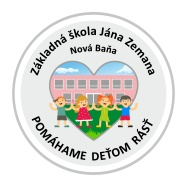 Základná škola Jána Zemana
Nová Baňa
POMÁHAME DEŤOM RÁSŤ